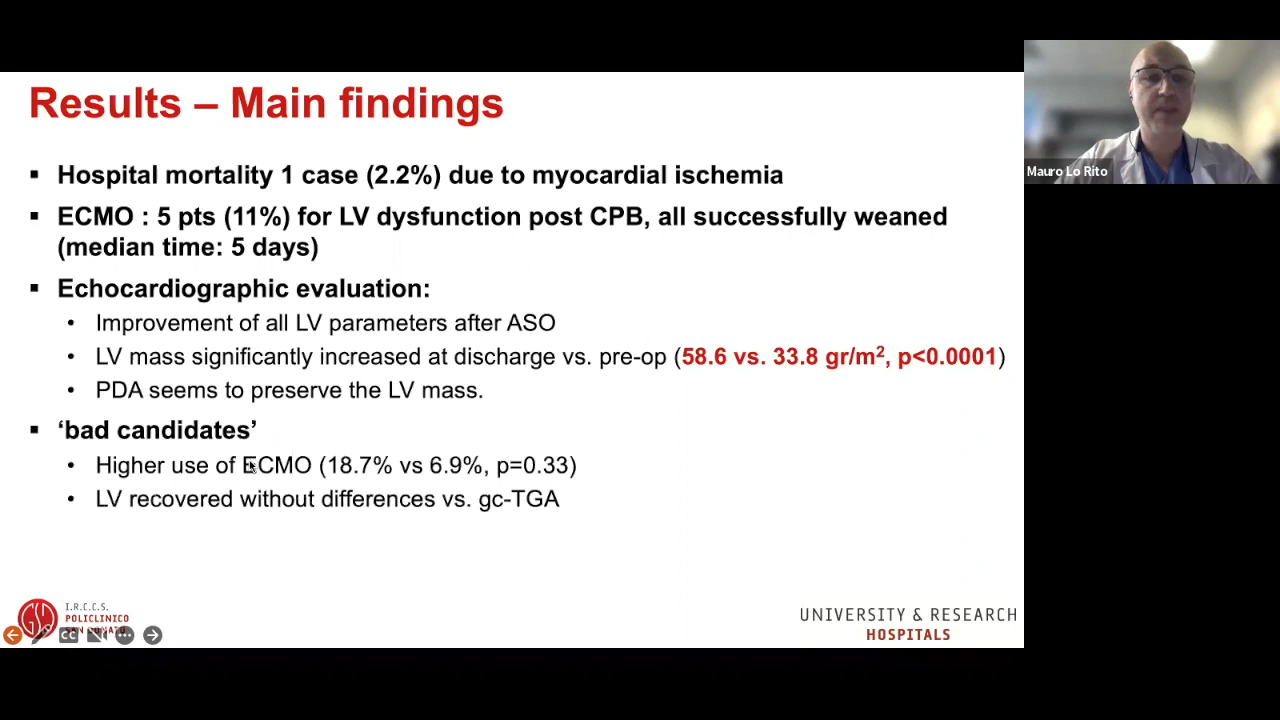 Results – Main findings
Mauro Lo Rito
▪ Hospital mortality 1 case (2.2%) due to myocardial ischemia
▪ ECMO : 5 pts (11%) for LV dysfunction post CPB, all successfully weaned
(median time: 5 days)
▪ Echocardiographic evaluation:
• Improvement of all LV parameters after ASO
• LV mass significantly increased at discharge vs. pre-op (58.6 vs. 33.8 gr/m², p<0.0001)
• PDA seems to preserve the LV mass.
▪ ‘bad candidates’
• Higher use of ECMO (18.7% vs 6.9%, p=0.33)
• LV recovered without differences vs. gc-TGA
GSD
I.R.C.C.S.
POLICLINICO
SAN DONATO
CC
UNIVERSITY & RESEARCH
HOSPITALS